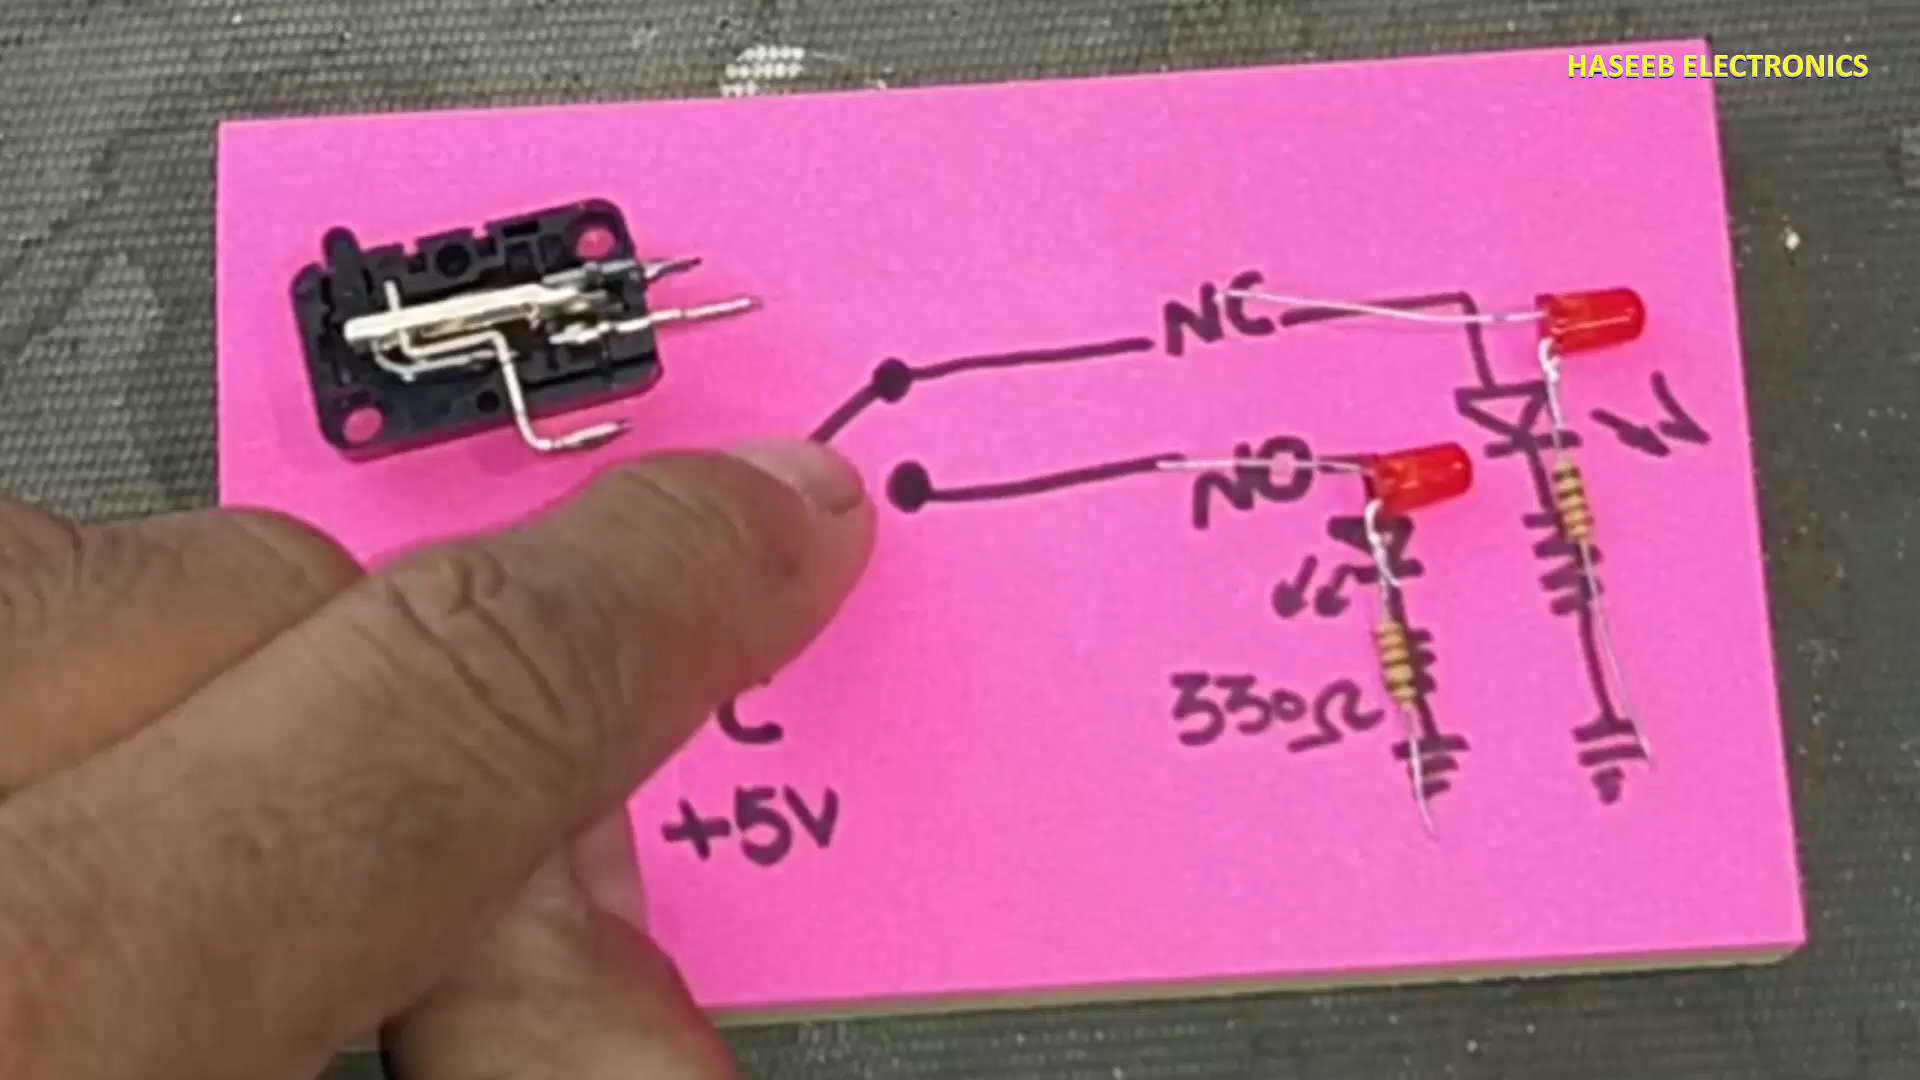 HASEEB ELECTRONICS
NC
NO
330Ω
C
+5V